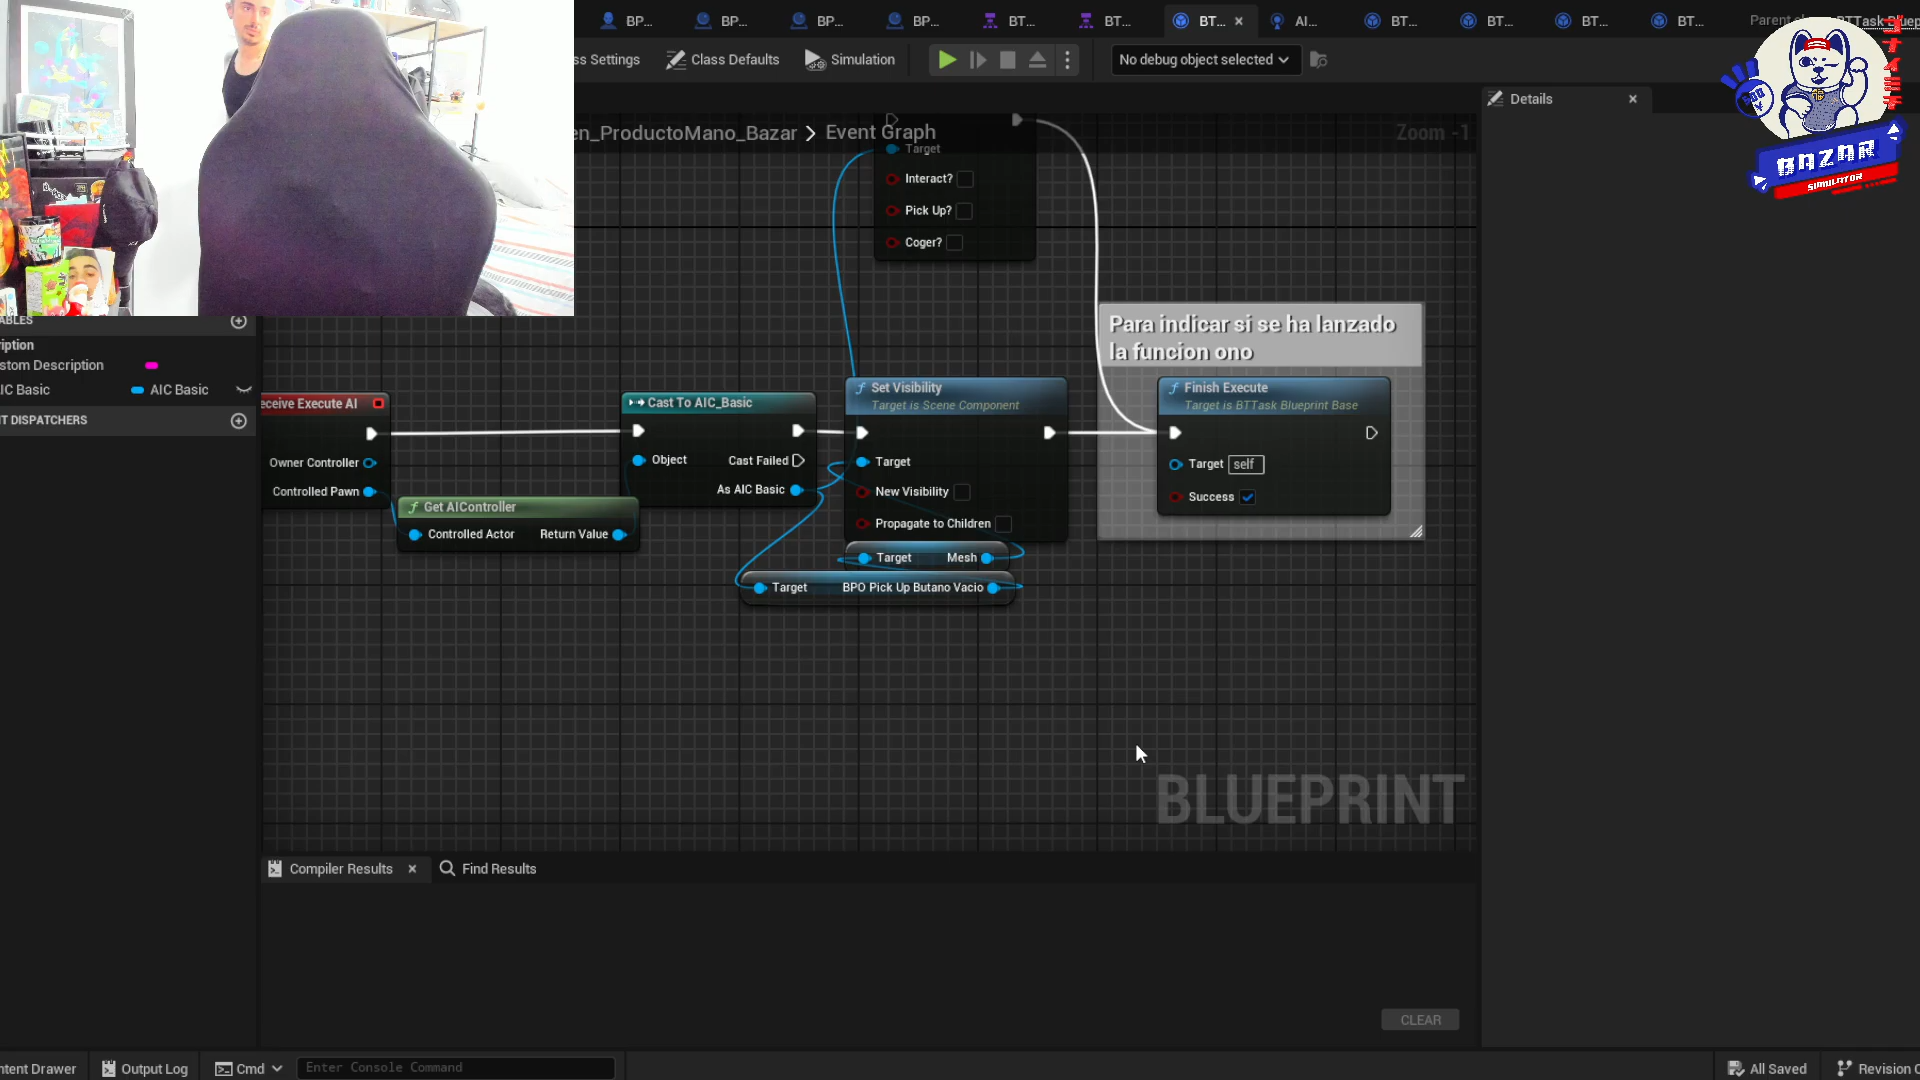 BP...
BP...
BP...
BP...
BT...
BT...
BT...
AI...
BT...
BT...
BT...
BT...
ss Settings
Class Defaults
Simulation
No debug object selected
Details
BAZAR
SIMULATOR
en_ProductoMano_Bazar > Event Graph
Zoom -1
Target
Interact?
Pick Up?
Coger?
Para indicar si se ha lanzado
la funcion ono
ABLES
iption
stom Description
IC Basic
AIC Basic
T DISPATCHERS
eceive Execute AI
Owner Controller
Controlled Pawn
Get AIController
Controlled Actor
Return Value
Cast To AIC_Basic
Object
Cast Failed
As AIC Basic
Set Visibility
Target is Scene Component
Target
New Visibility
Propagate to Children
Target
Mesh
Target
BPO Pick Up Butano Vacio
Finish Execute
Target is BTTask Blueprint Base
Target self
Success
BLUEPRINT
Compiler Results
Find Results
CLEAR
ntent Drawer
Output Log
Cmd
Enter Console Command
All Saved
Revision C